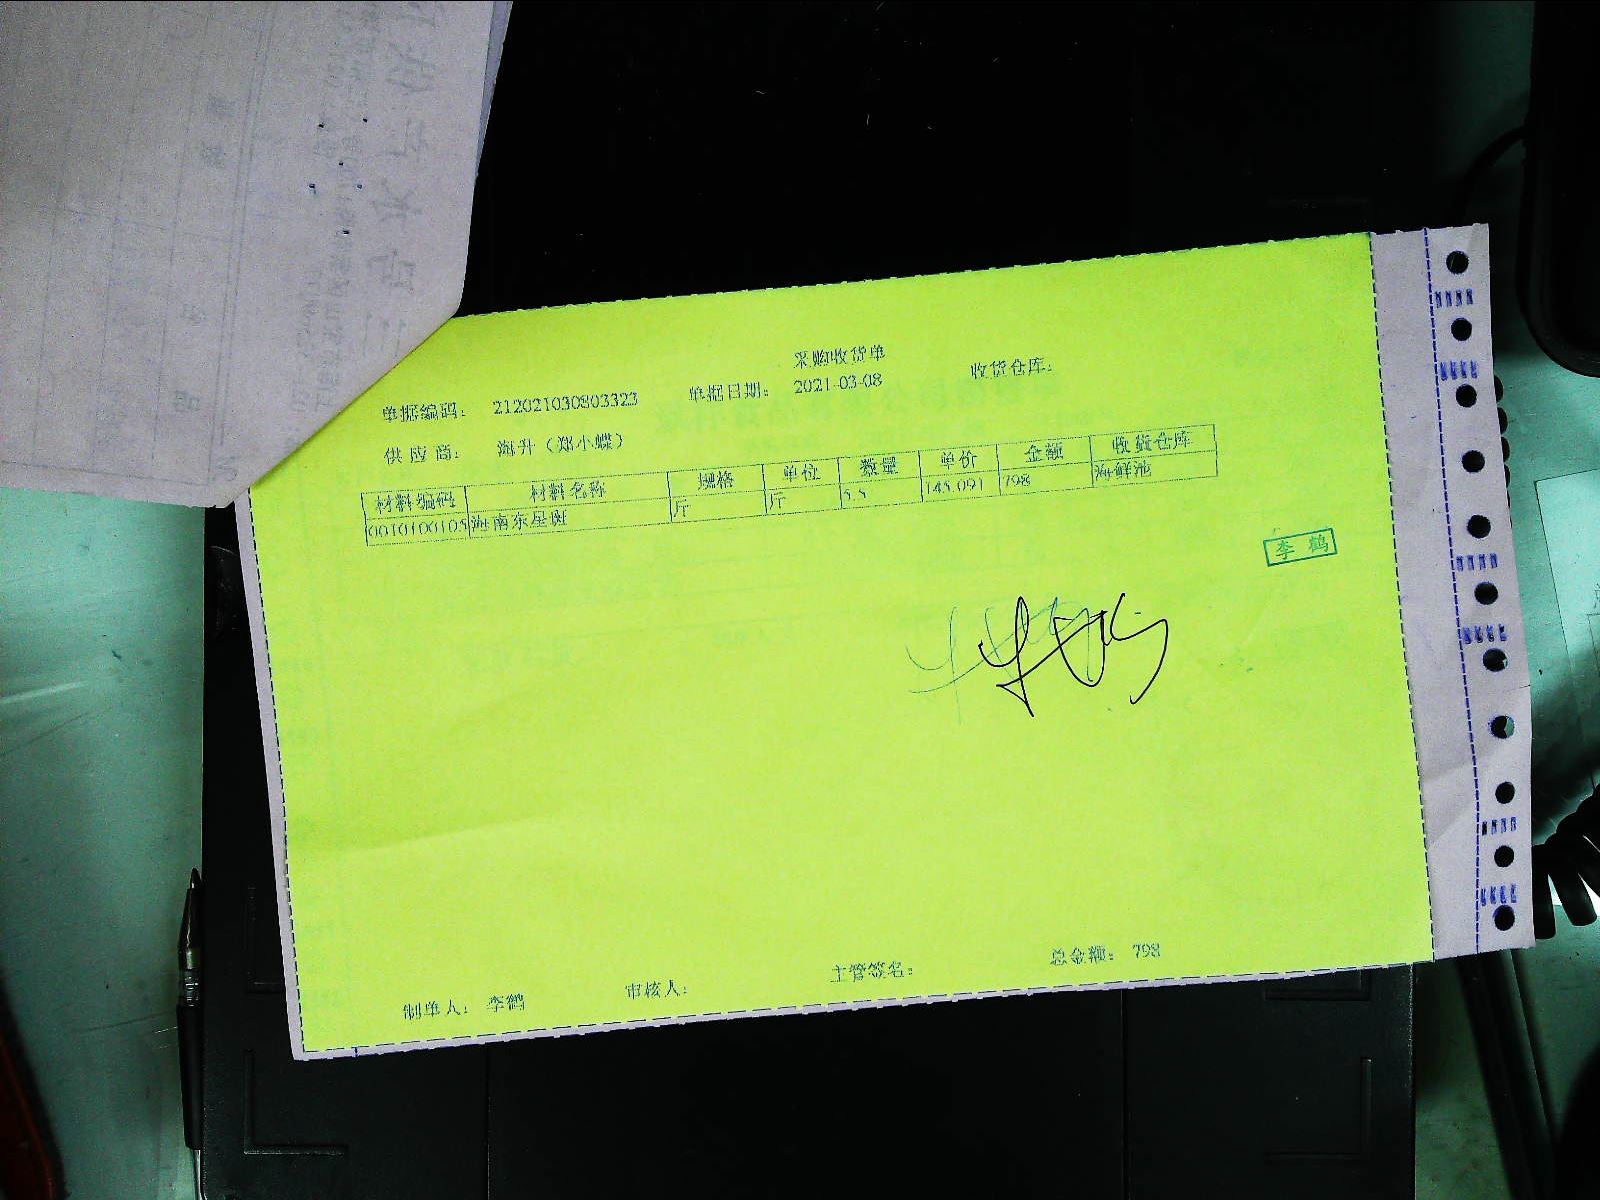 采购收货单
单据编码： 212021030803323 单据日期： 2021-03-08 收货仓库：
供应商： 海升（郑小蝶）
材料编码 材料名称 规格 单位 数量 单价 金额 收货仓库
0010100105 海南东星斑 斤 斤 5.5 145.091 798 海鲜池
李鹤
制单人： 李鹤 审核人： 主管签名： 总金额： 798